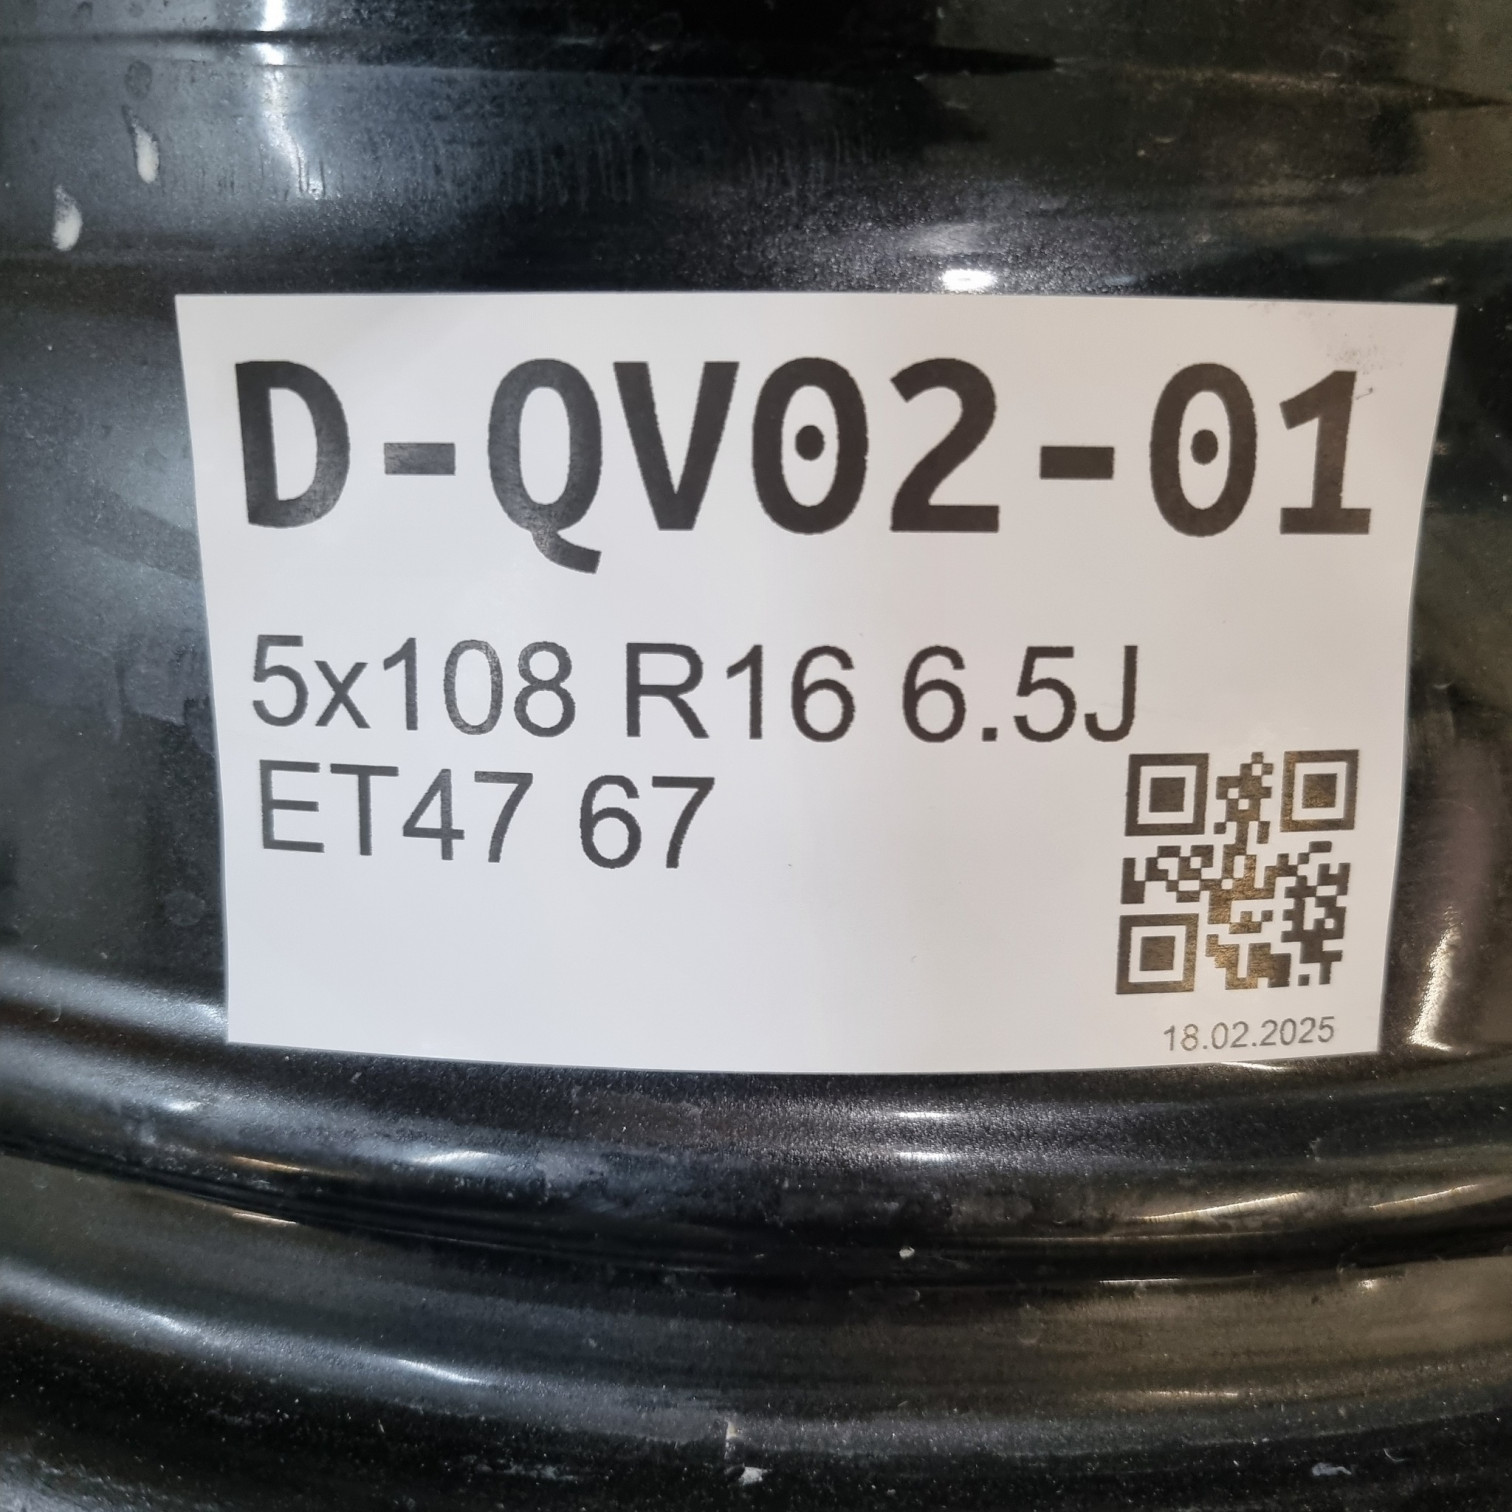 D-QV02-01
5x108 R16 6.5J
ET47 67
18.02.2025